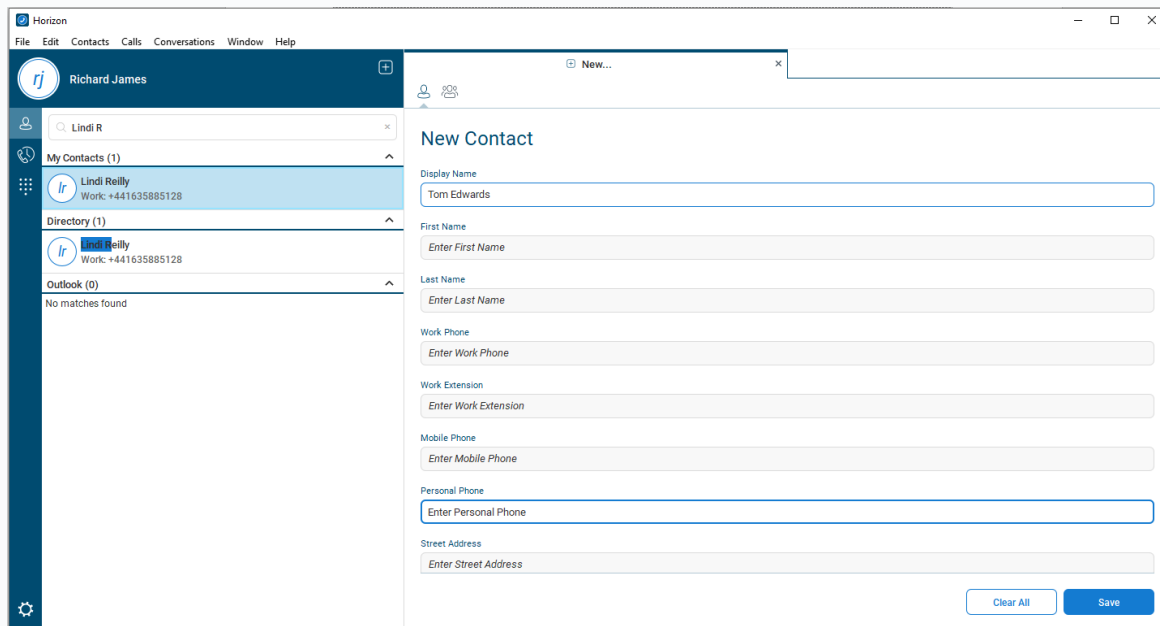 Horizon
File Edit Contacts Calls Conversations Window Help
rj
Richard James
Lindi R
My Contacts (1)
lr
Lindi Reilly
Work: +441635885128
Directory (1)
lr
Lindi Reilly
Work: +441635885128
Outlook (0)
No matches found
New...
New Contact
Display Name
Tom Edwards
First Name
Enter First Name
Last Name
Enter Last Name
Work Phone
Enter Work Phone
Work Extension
Enter Work Extension
Mobile Phone
Enter Mobile Phone
Personal Phone
Enter Personal Phone
Street Address
Enter Street Address
Clear All
Save